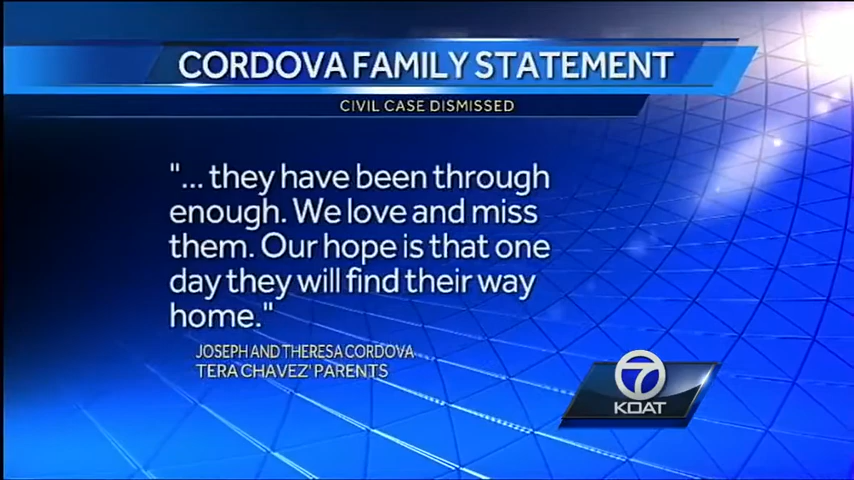 CORDOVA FAMILY STATEMENT
CIVIL CASE DISMISSED
"... they have been through
enough. We love and miss
them. Our hope is that one
day they will find their way
home."
JOSEPH AND THERESA CORDOVA
TERA CHAVEZ' PARENTS
7
KOAT